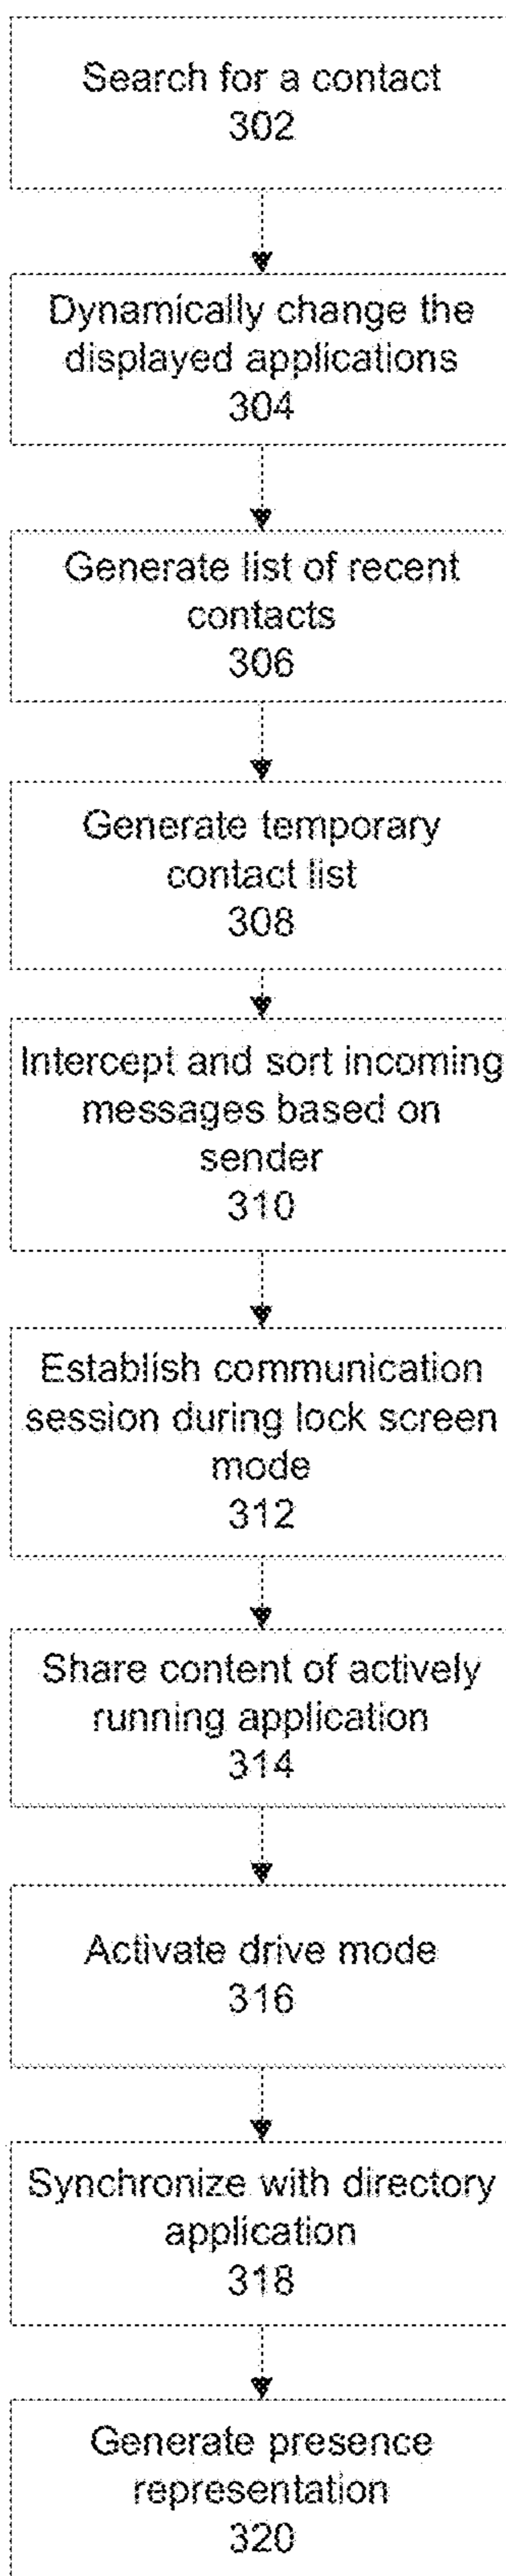 Search for a contact
302
Dynamically change the
displayed applications
304
Generate list of recent
contacts
306
Generate temporary
contact list
308
Intercept and sort incoming
messages based on
sender
310
Establish communication
session during lock screen
mode
312
Share content of actively
running application
314
Activate drive mode
316
Synchronize with directory
application
318
Generate presence
representation
320